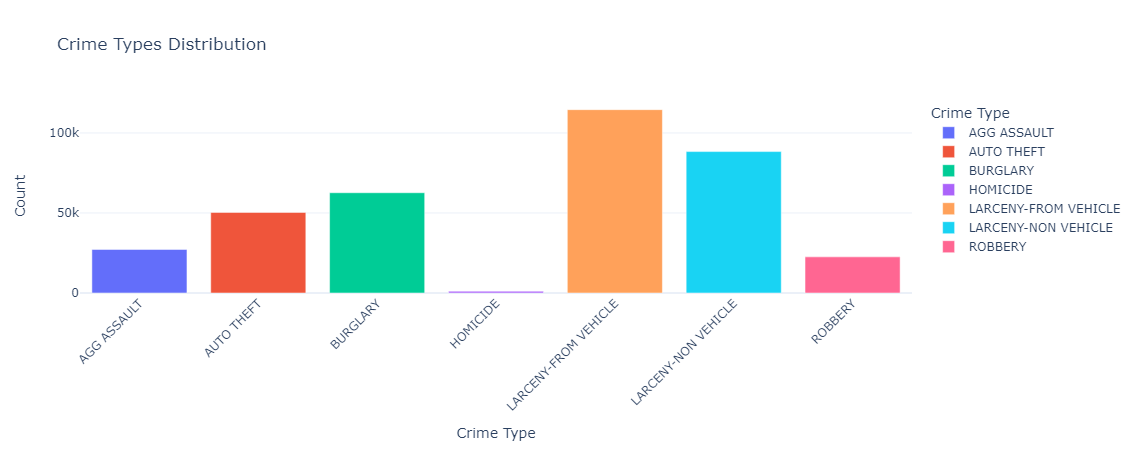 Crime Types Distribution
Count
100k
50k
0
AGG ASSAULT
AUTO THEFT
BURGLARY
HOMICIDE
LARCENY-FROM VEHICLE
LARCENY-NON VEHICLE
ROBBERY
Crime Type
Crime Type
AGG ASSAULT
AUTO THEFT
BURGLARY
HOMICIDE
LARCENY-FROM VEHICLE
LARCENY-NON VEHICLE
ROBBERY